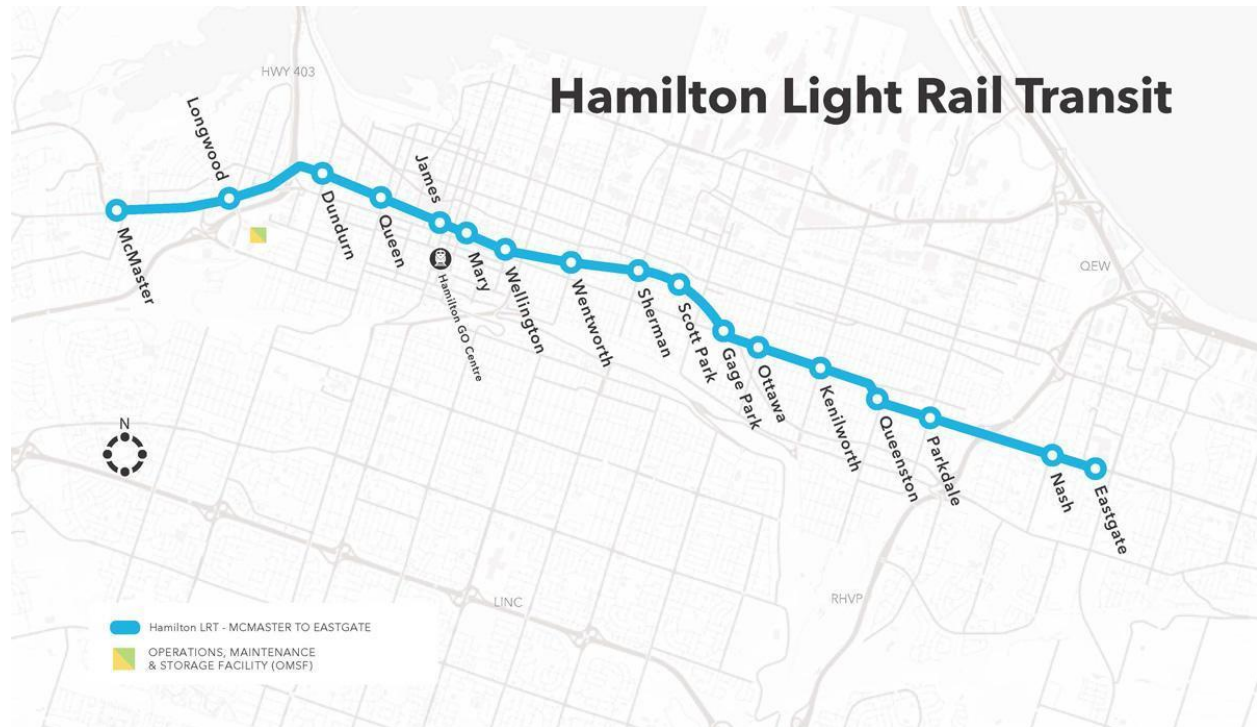 Hamilton Light Rail Transit
HWY 403
Longwood
James
McMaster
Dundurn
Queen
Hamilton GO Centre
Mary
Wellington
Wentworth
Sherman
Scott Park
Gage Park
Ottawa
Kenilworth
Queenston
Parkdale
Nash
Eastgate
QEW
N
LINC
RHVP
Hamilton LRT - MCMASTER TO EASTGATE
OPERATIONS, MAINTENANCE
& STORAGE FACILITY (OMSF)